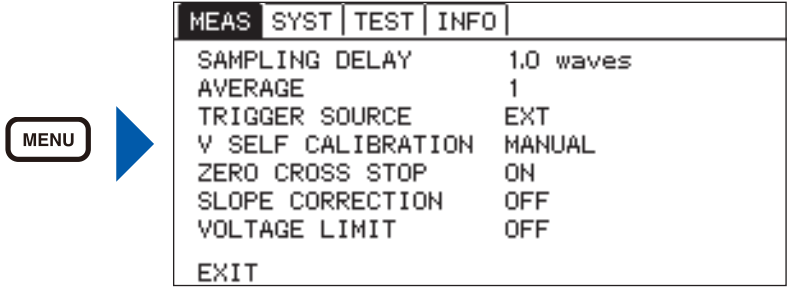 MEAS SYST TEST INFO
SAMPLING DELAY 1.0 waves
AVERAGE 1
TRIGGER SOURCE EXT
MENU
V SELF CALIBRATION MANUAL
ZERO CROSS STOP ON
SLOPE CORRECTION OFF
VOLTAGE LIMIT OFF
EXIT